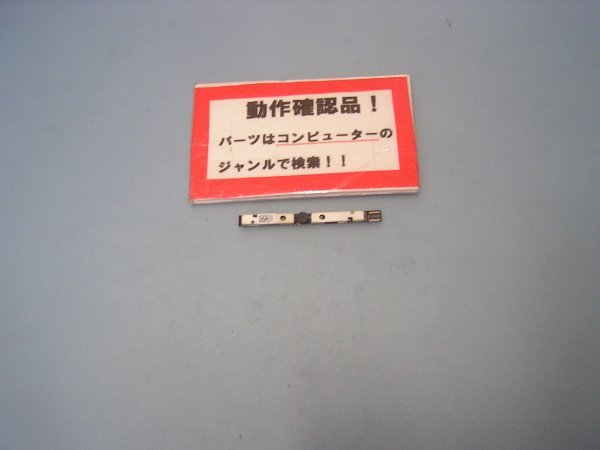 動作確認品！
パーツはコンピューターの
ジャンルで検索！！